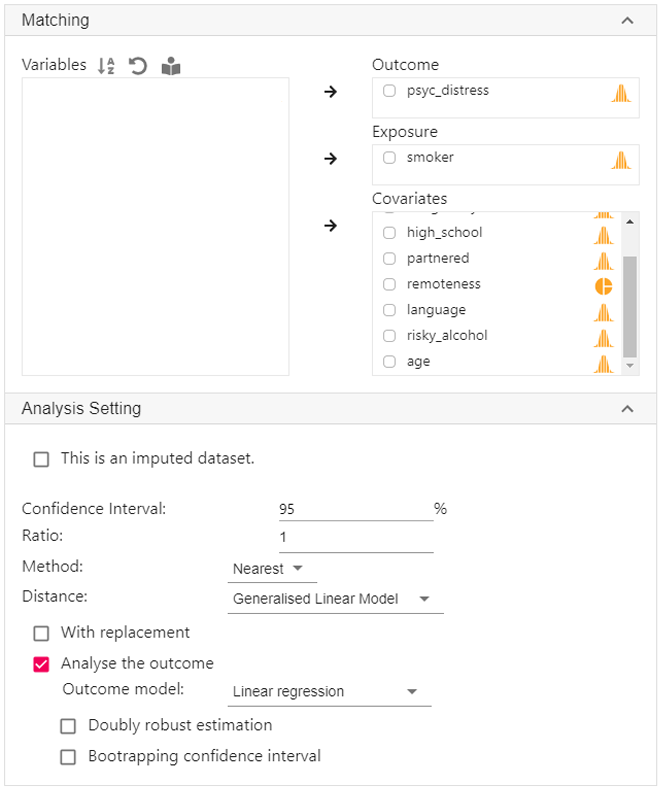 Matching
Variables
Outcome
psyc_distress
Exposure
smoker
Covariates
high_school
partnered
remoteness
language
risky_alcohol
age
Analysis Setting
This is an imputed dataset.
Confidence Interval: 95 %
Ratio: 1
Method: Nearest
Distance: Generalised Linear Model
With replacement
Analyse the outcome
Outcome model: Linear regression
Doubly robust estimation
Bootrapping confidence interval